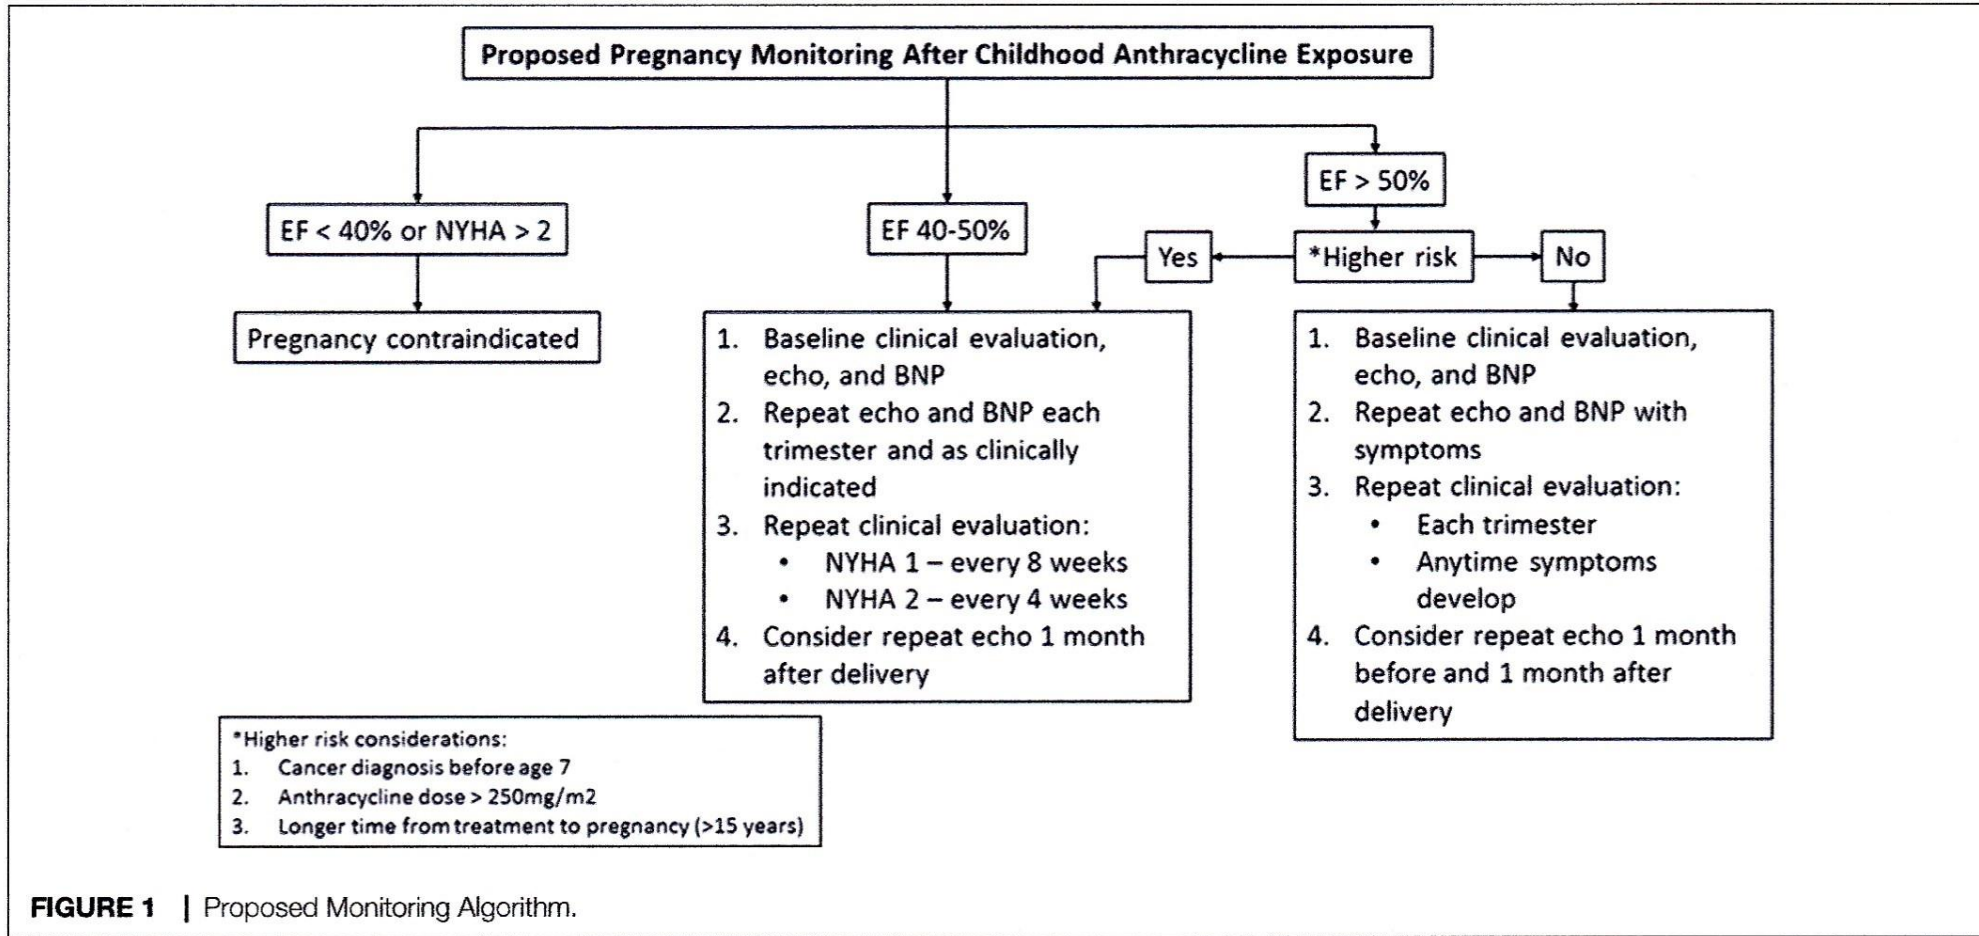 Proposed Pregnancy Monitoring After Childhood Anthracycline Exposure
EF > 50%
EF < 40% or NYHA > 2
EF 40-50%
Yes
*Higher risk
No
Pregnancy contraindicated
1. Baseline clinical evaluation,
echo, and BNP
2. Repeat echo and BNP each
trimester and as clinically
indicated
3. Repeat clinical evaluation:
• NYHA 1 – every 8 weeks
• NYHA 2 – every 4 weeks
4. Consider repeat echo 1 month
after delivery
1. Baseline clinical evaluation,
echo, and BNP
2. Repeat echo and BNP with
symptoms
3. Repeat clinical evaluation:
• Each trimester
• Anytime symptoms
develop
4. Consider repeat echo 1 month
before and 1 month after
delivery
*Higher risk considerations:
1. Cancer diagnosis before age 7
2. Anthracycline dose > 250mg/m2
3. Longer time from treatment to pregnancy (>15 years)
FIGURE 1 | Proposed Monitoring Algorithm.